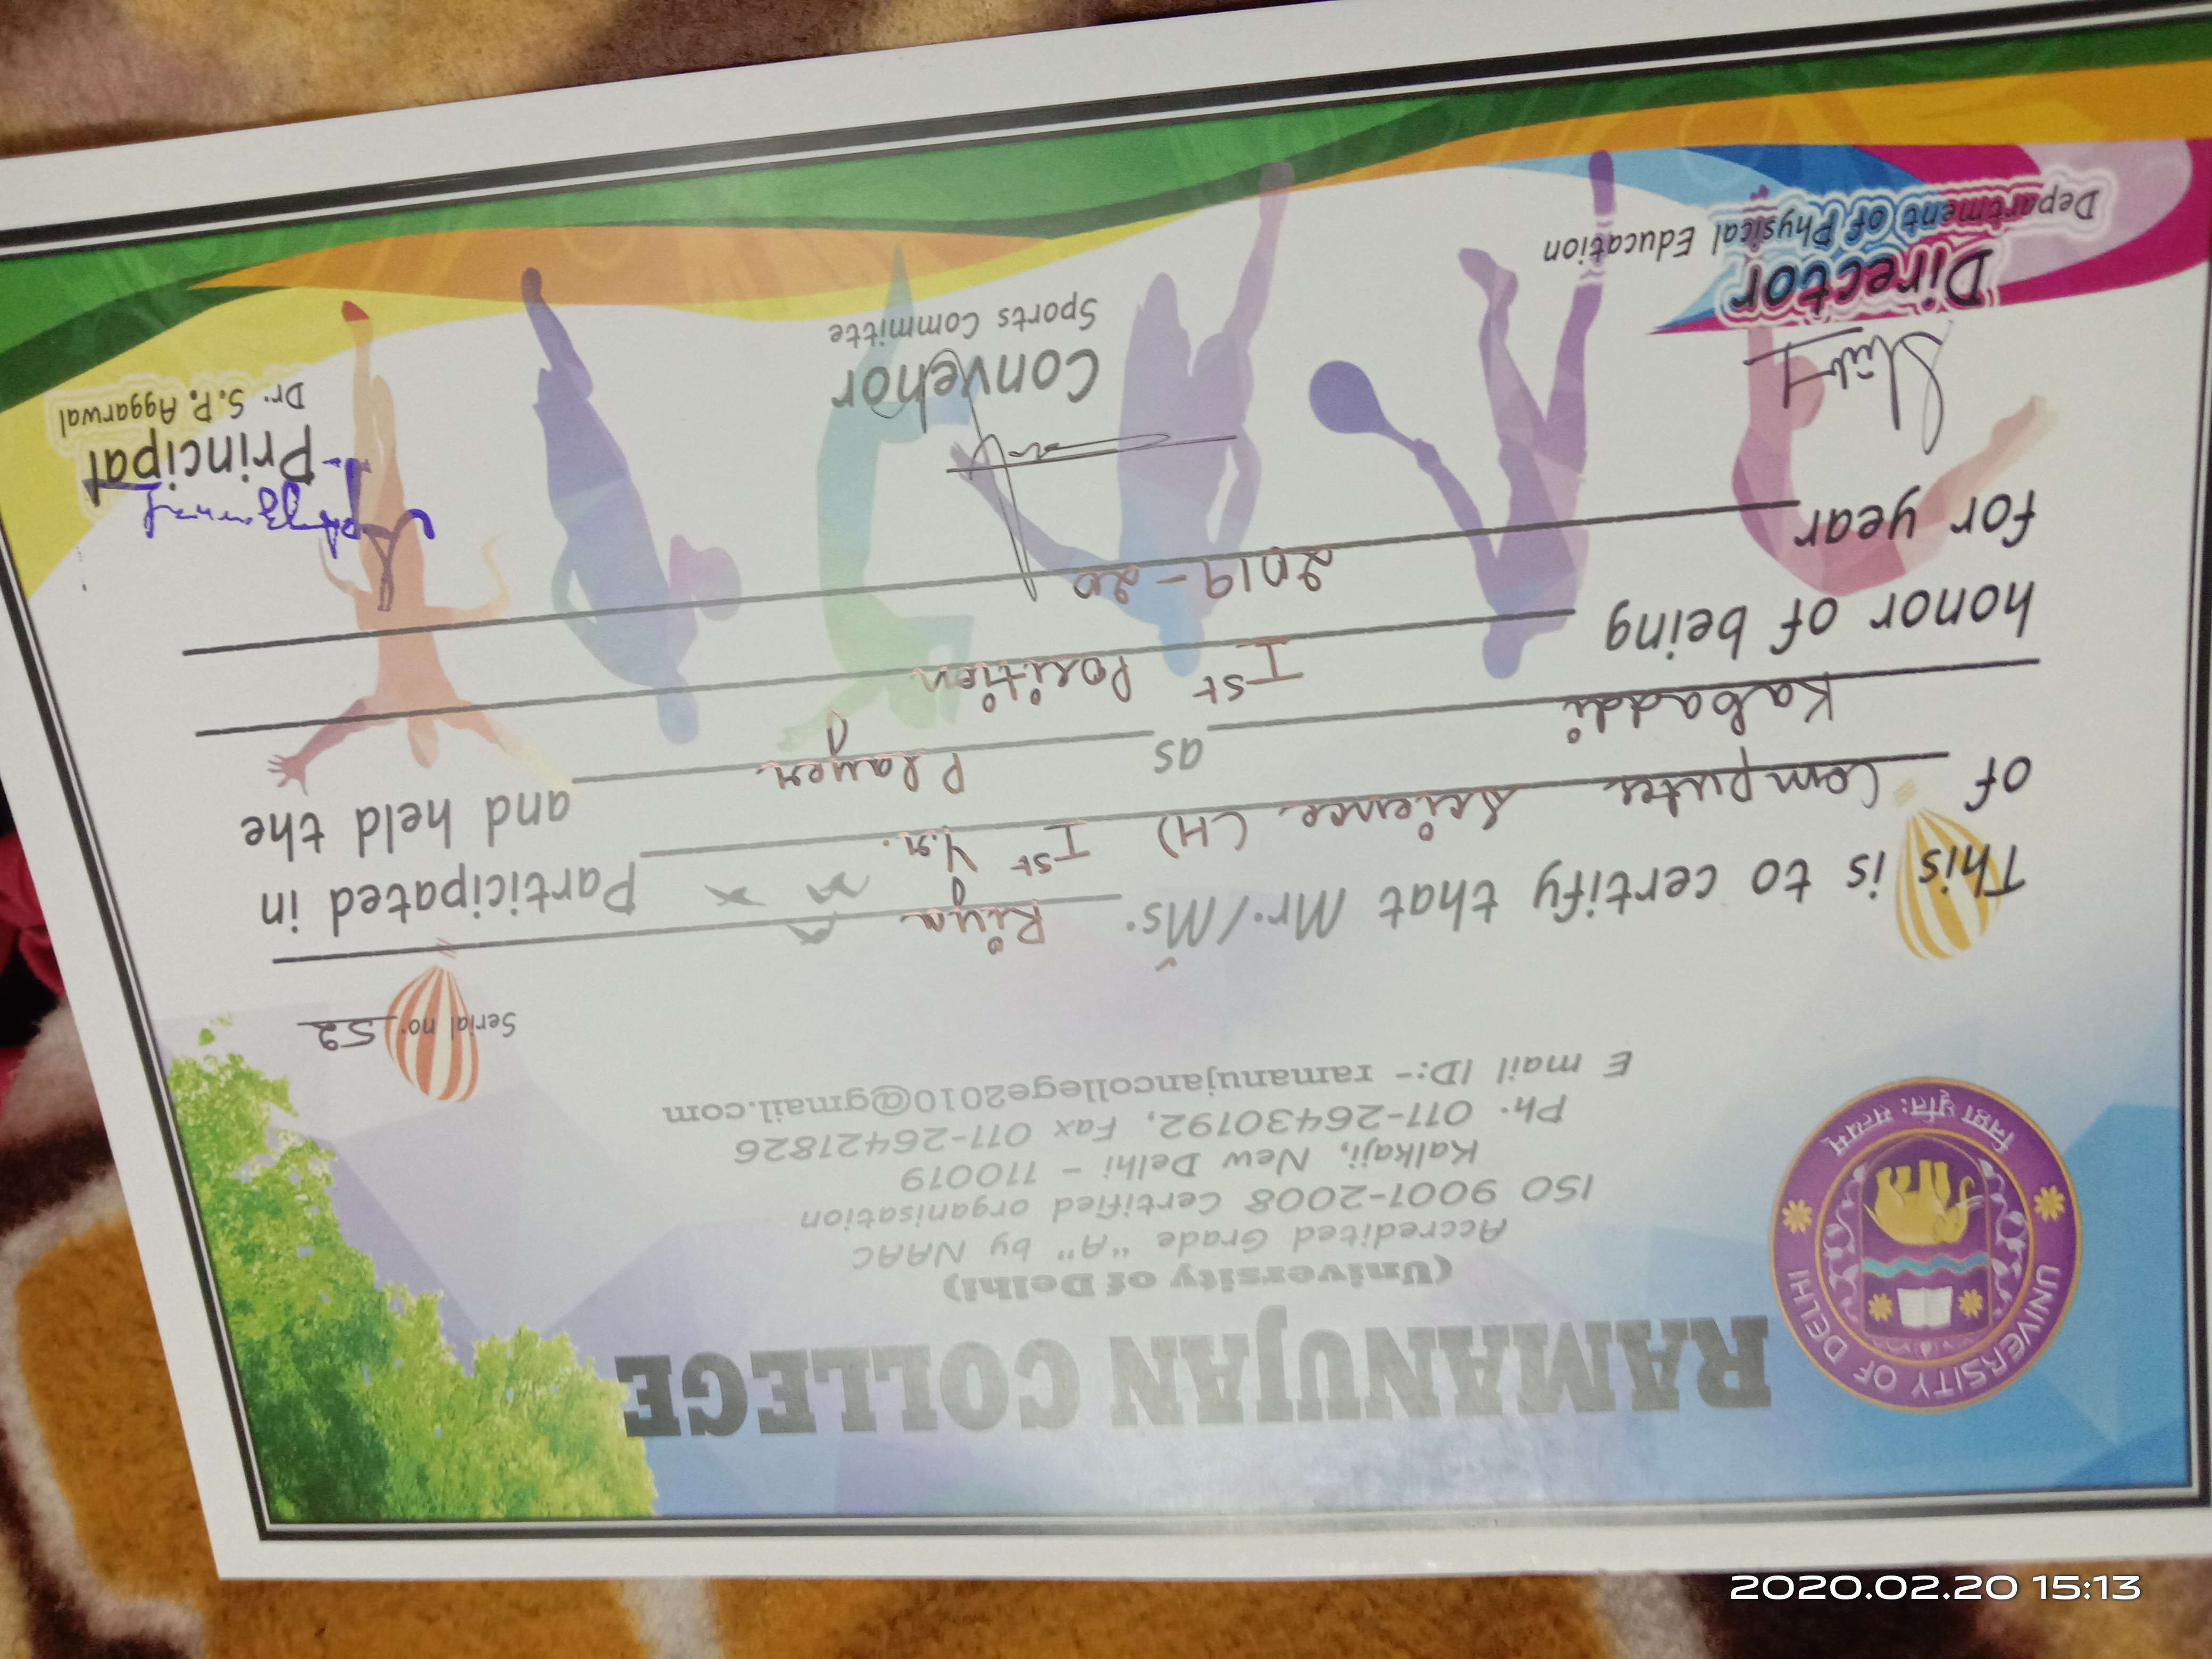 2020.02.20 15:13
UNIVERSITY OF DELHI
निष्ठा धृति: सत्यम्
RAMANUJAN COLLEGE
(University of Delhi)
Accredited Grade “A” by NAAC
ISO 9001-2008 Certified organisation
Kalkaji, New Delhi - 110019
Ph. 011-26430192, Fax 011-26421826
E mail ID:- ramanujancollege2010@gmail.com
Serial no. 52
This is to certify that Mr./Ms. Riya
of Computer Science (H) Ist Yr. Participated in
Kabaddi as Player and held the
honor of being Ist Position
for year 2019-20
SpAggarwal
Principal
Dr. S.P. Aggarwal
Convenor
Sports Committe
Director
Department of Physical Education